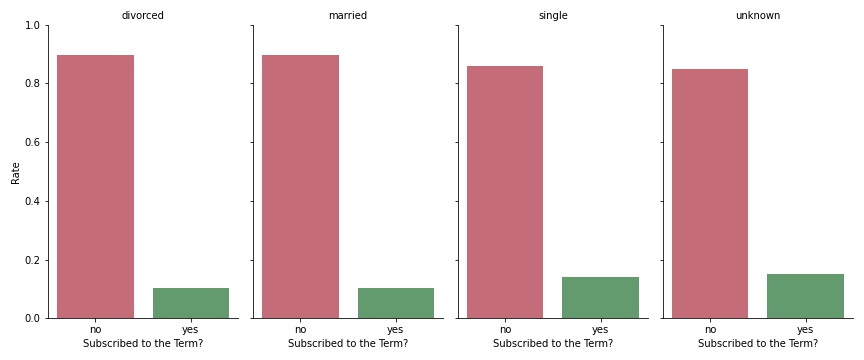 divorced married single unknown
1.0
0.8
0.6
0.4
0.2
0.0
Rate
no yes no yes no yes no yes
Subscribed to the Term? Subscribed to the Term? Subscribed to the Term? Subscribed to the Term?